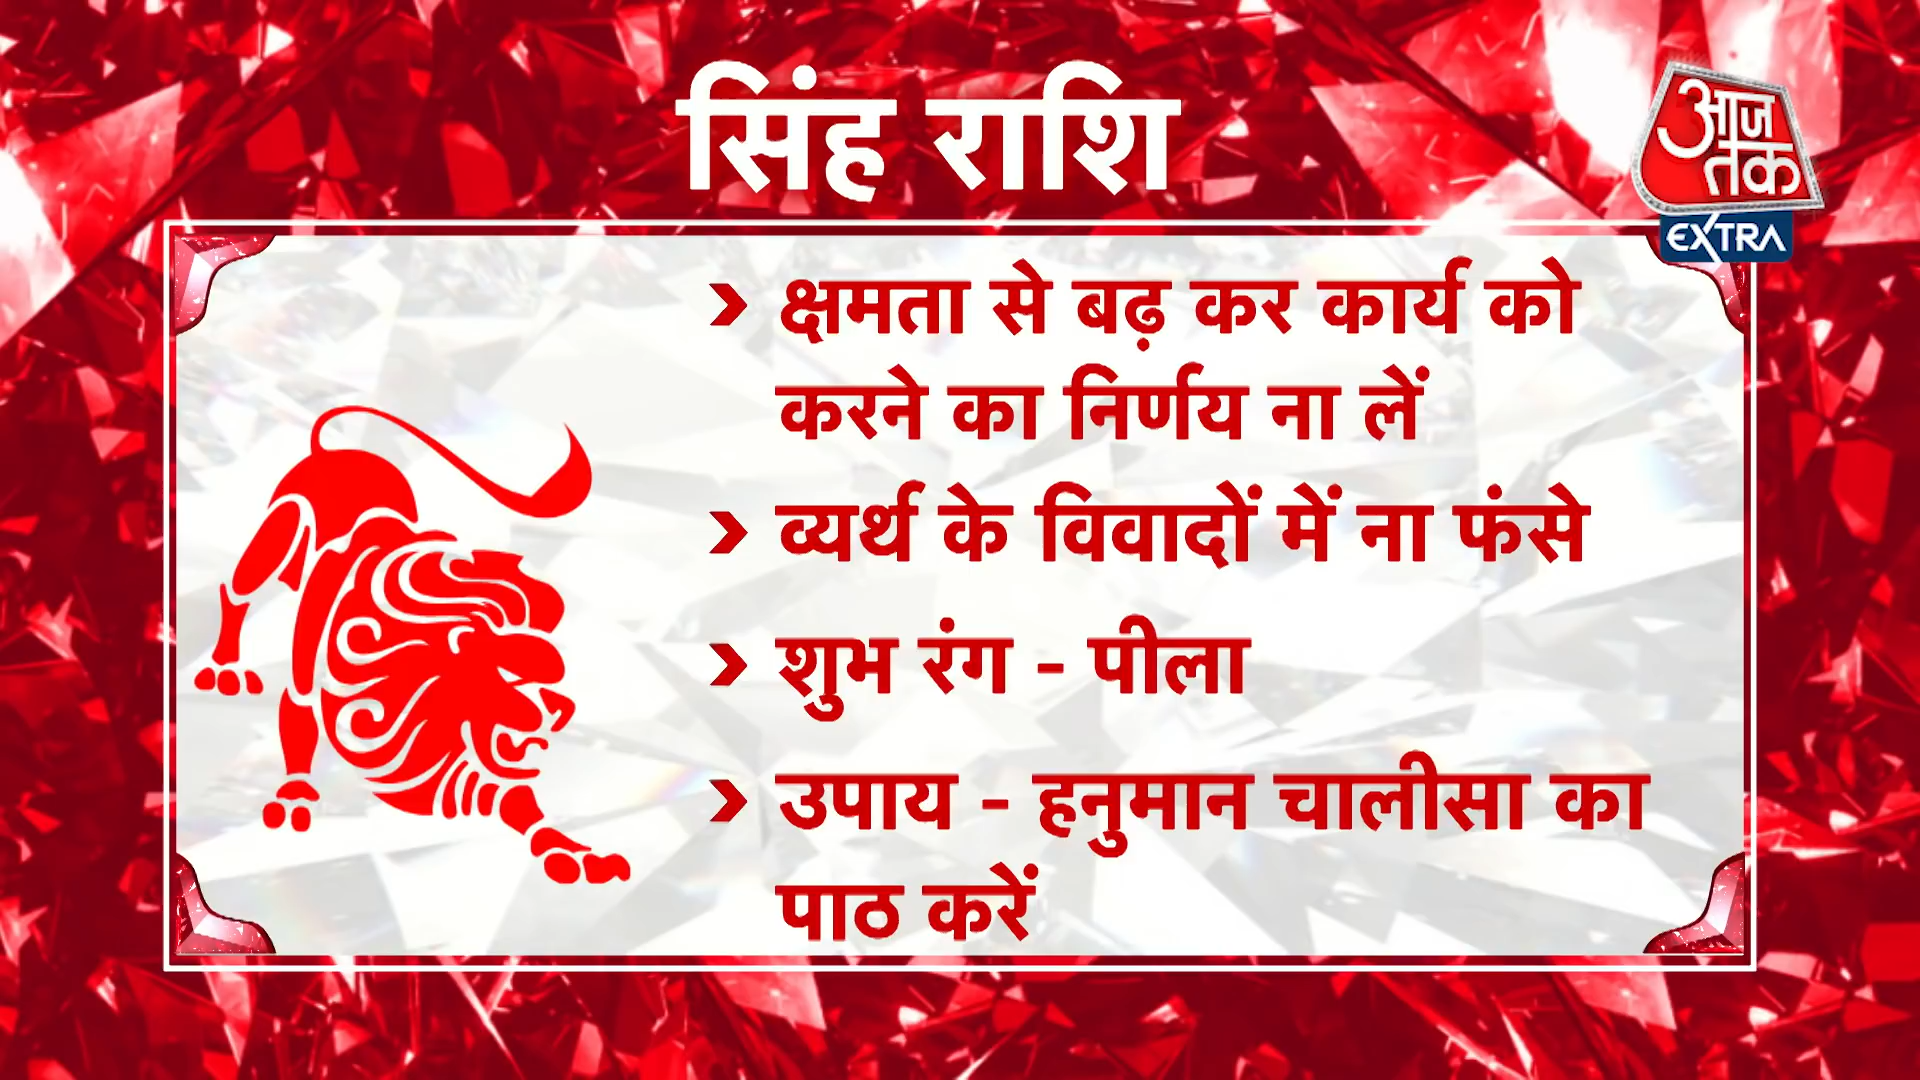 सिंह राशि
आज
तक
EXTRA
› क्षमता से बढ़ कर कार्य को
करने का निर्णय ना लें
› व्यर्थ के विवादों में ना फंसे
› शुभ रंग - पीला
› उपाय - हनुमान चालीसा का
पाठ करें